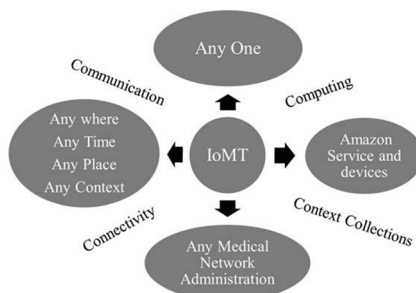 Any One
Communication
Computing
Any where
Any Time
Any Place
Any Context
IoMT
Amazon
Service and
devices
Connectivity
Context Collections
Any Medical
Network
Administration